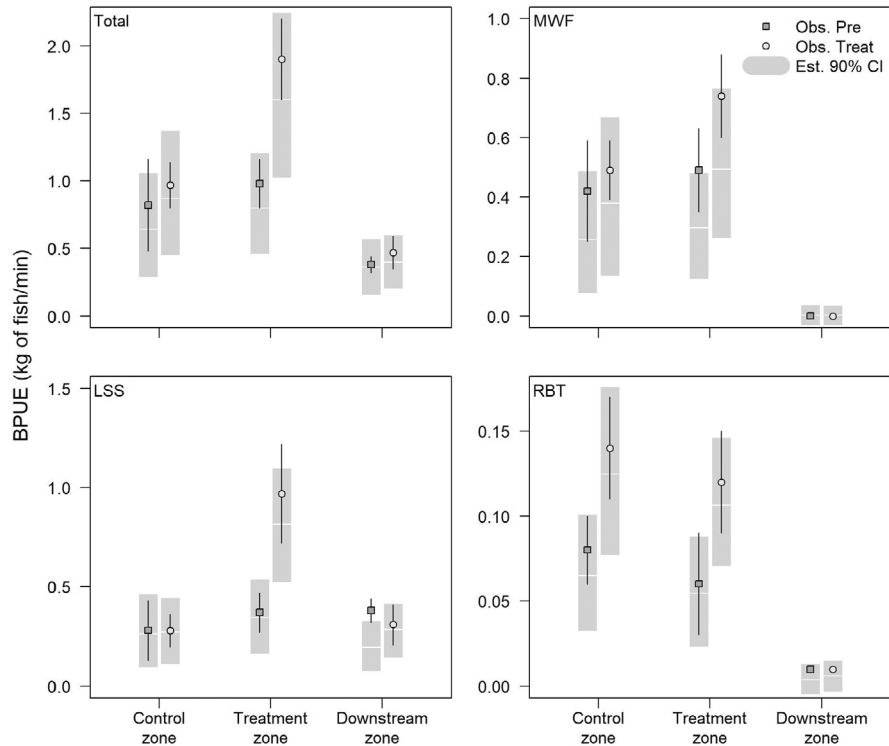 Total
MWF
Obs. Pre
Obs. Treat
Est. 90% CI
2.0
1.5
1.0
0.5
0.0
1.0
0.8
0.6
0.4
0.2
0.0
BPUE (kg of fish/min)
LSS
RBT
1.5
1.0
0.5
0.0
0.15
0.10
0.05
0.00
Control zone
Treatment zone
Downstream zone
Control zone
Treatment zone
Downstream zone